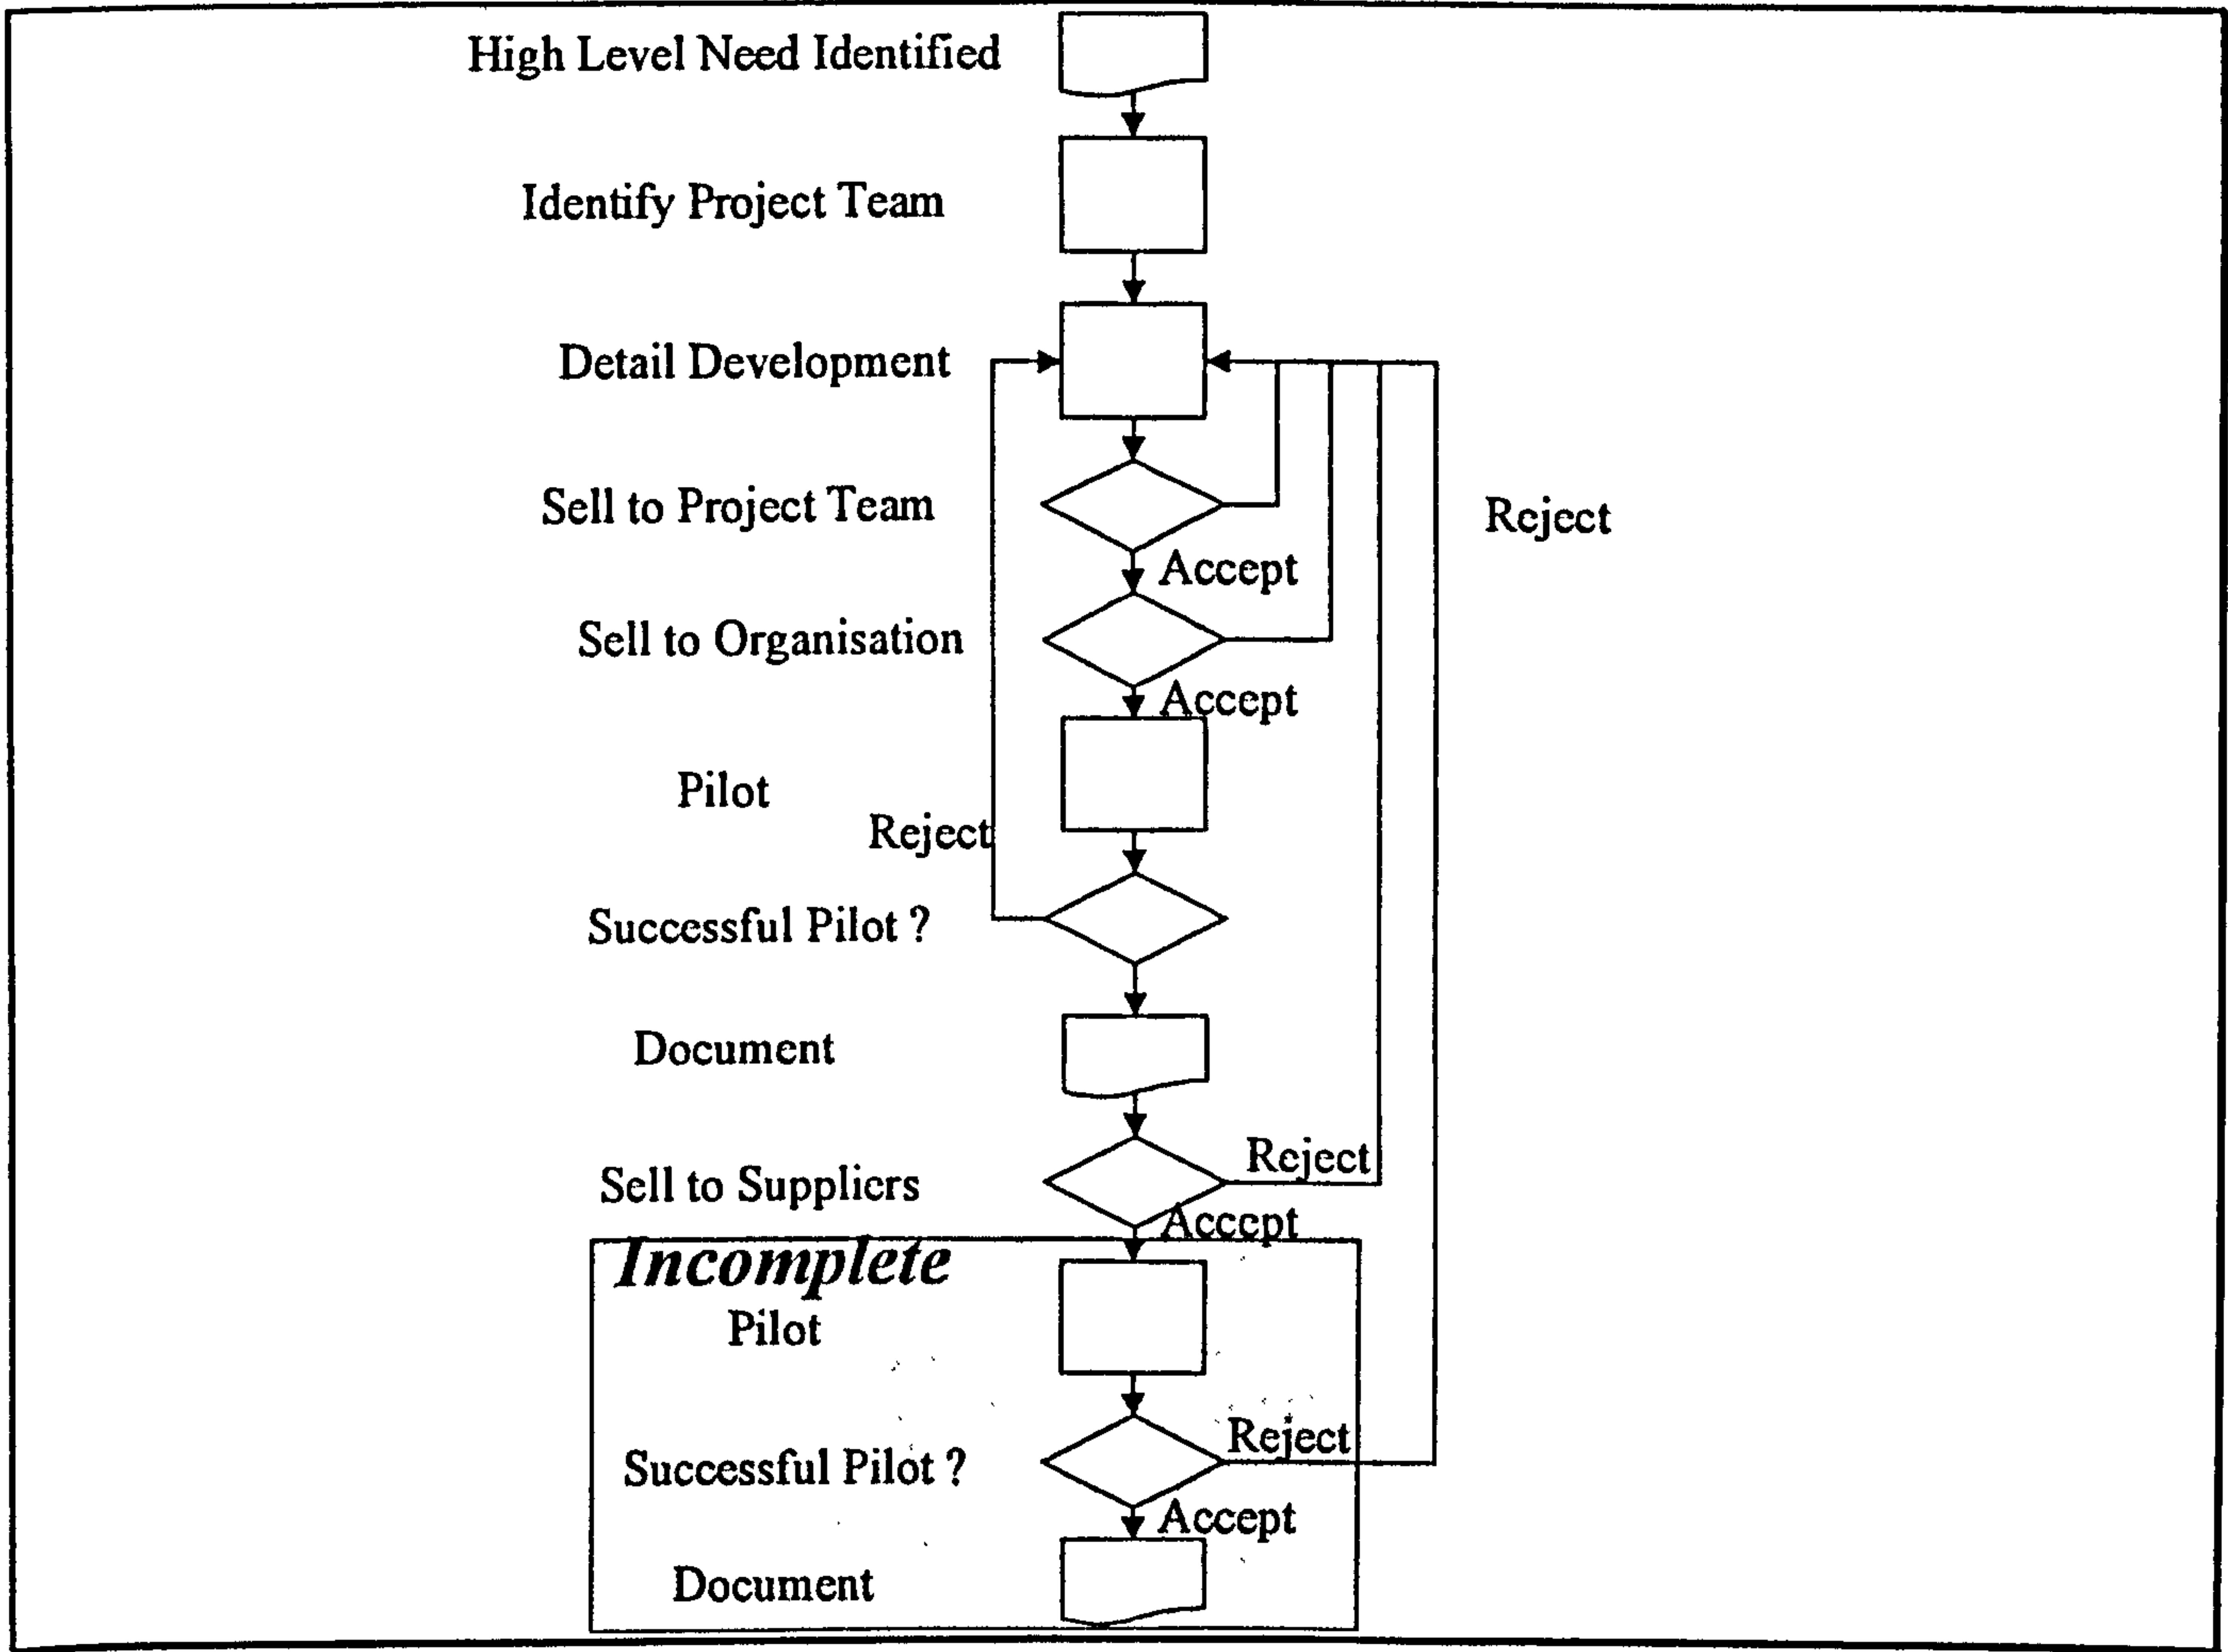 High Level Need Identified
Identify Project Team
Detail Development
Sell to Project Team
Reject
Accept
Sell to Organisation
Accept
Pilot
Reject
Successful Pilot ?
Document
Reject
Sell to Suppliers
Accept
Incomplete
Pilot
Reject
Successful Pilot ?
Accept
Document